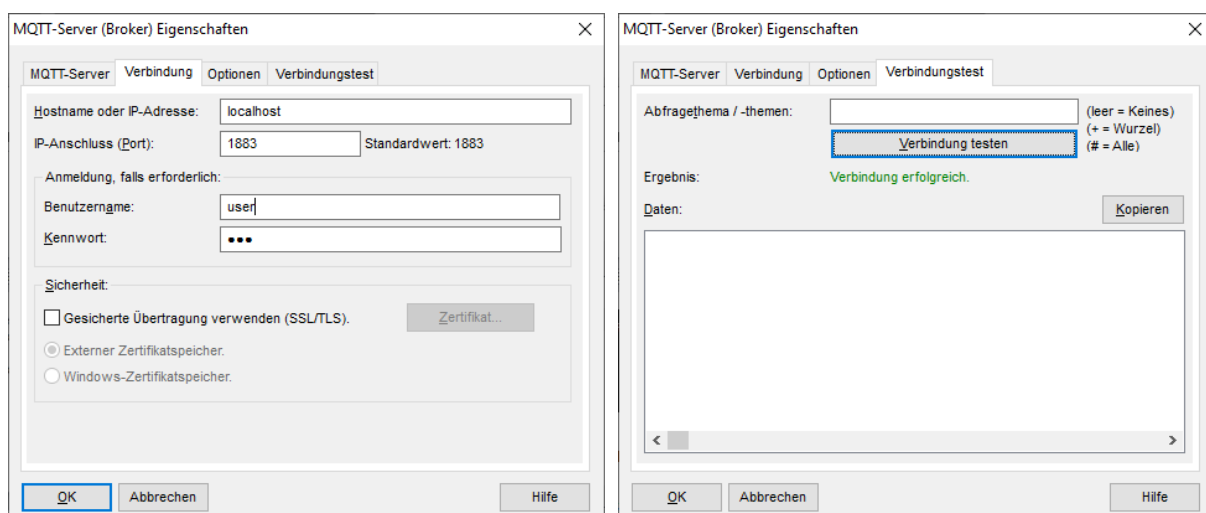 MQTT-Server (Broker) Eigenschaften
MQTT-Server Verbindung Optionen Verbindungstest
Hostname oder IP-Adresse: localhost
IP-Anschluss (Port): 1883 Standardwert: 1883
Anmeldung, falls erforderlich:
Benutzername: user
Kennwort: ●●●
Sicherheit:
Gesicherte Übertragung verwenden (SSL/TLS). Zertifikat...
Externer Zertifikatspeicher.
Windows-Zertifikatspeicher.
OK Abbrechen Hilfe
MQTT-Server (Broker) Eigenschaften
MQTT-Server Verbindung Optionen Verbindungstest
Abfragethema / -themen: (leer = Keines)
(+ = Wurzel)
Verbindung testen (# = Alle)
Ergebnis: Verbindung erfolgreich.
Daten: Kopieren
OK Abbrechen Hilfe